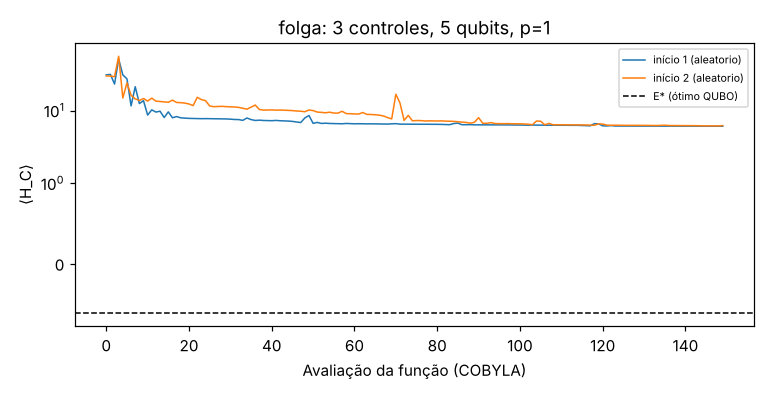 folga: 3 controles, 5 qubits, p=1
início 1 (aleatorio)
início 2 (aleatorio)
E* (ótimo QUBO)
10¹
10⁰
0
⟨H_C⟩
0 20 40 60 80 100 120 140
Avaliação da função (COBYLA)